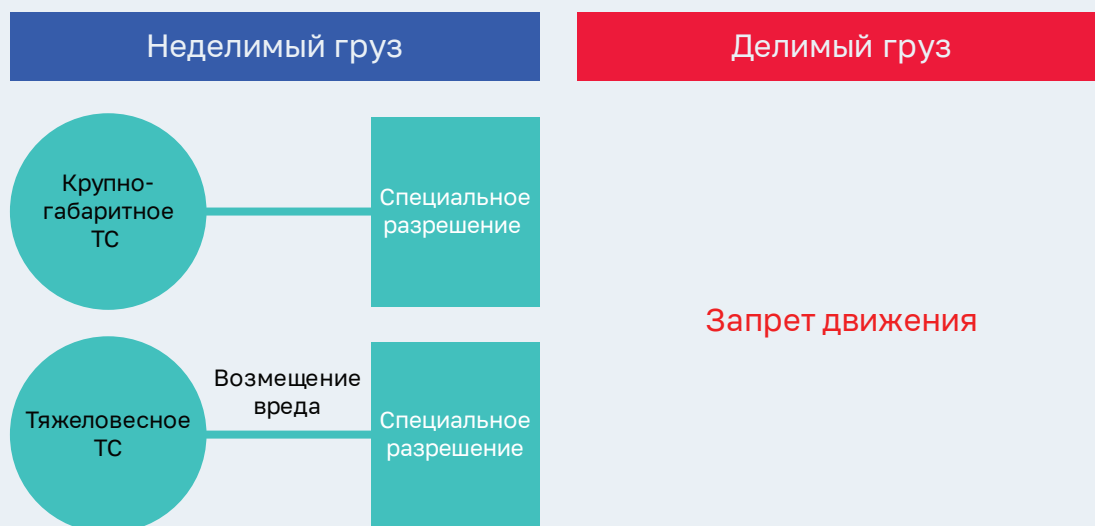 Неделимый груз
Делимый груз
Крупно-
габаритное
ТС
Специальное
разрешение
Запрет движения
Тяжеловесное
ТС
Возмещение
вреда
Специальное
разрешение